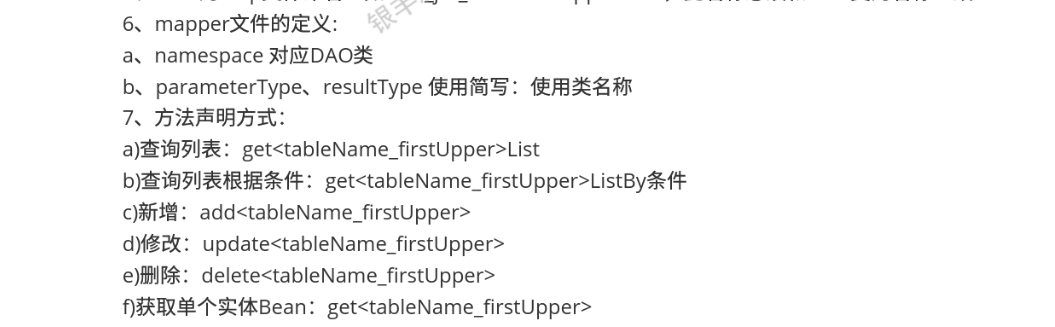 6、mapper文件的定义:
a、namespace 对应DAO类
b、parameterType、resultType 使用简写：使用类名称
7、方法声明方式：
a)查询列表：get<tableName_firstUpper>List
b)查询列表根据条件：get<tableName_firstUpper>ListBy条件
c)新增：add<tableName_firstUpper>
d)修改：update<tableName_firstUpper>
e)删除：delete<tableName_firstUpper>
f)获取单个实体Bean：get<tableName_firstUpper>